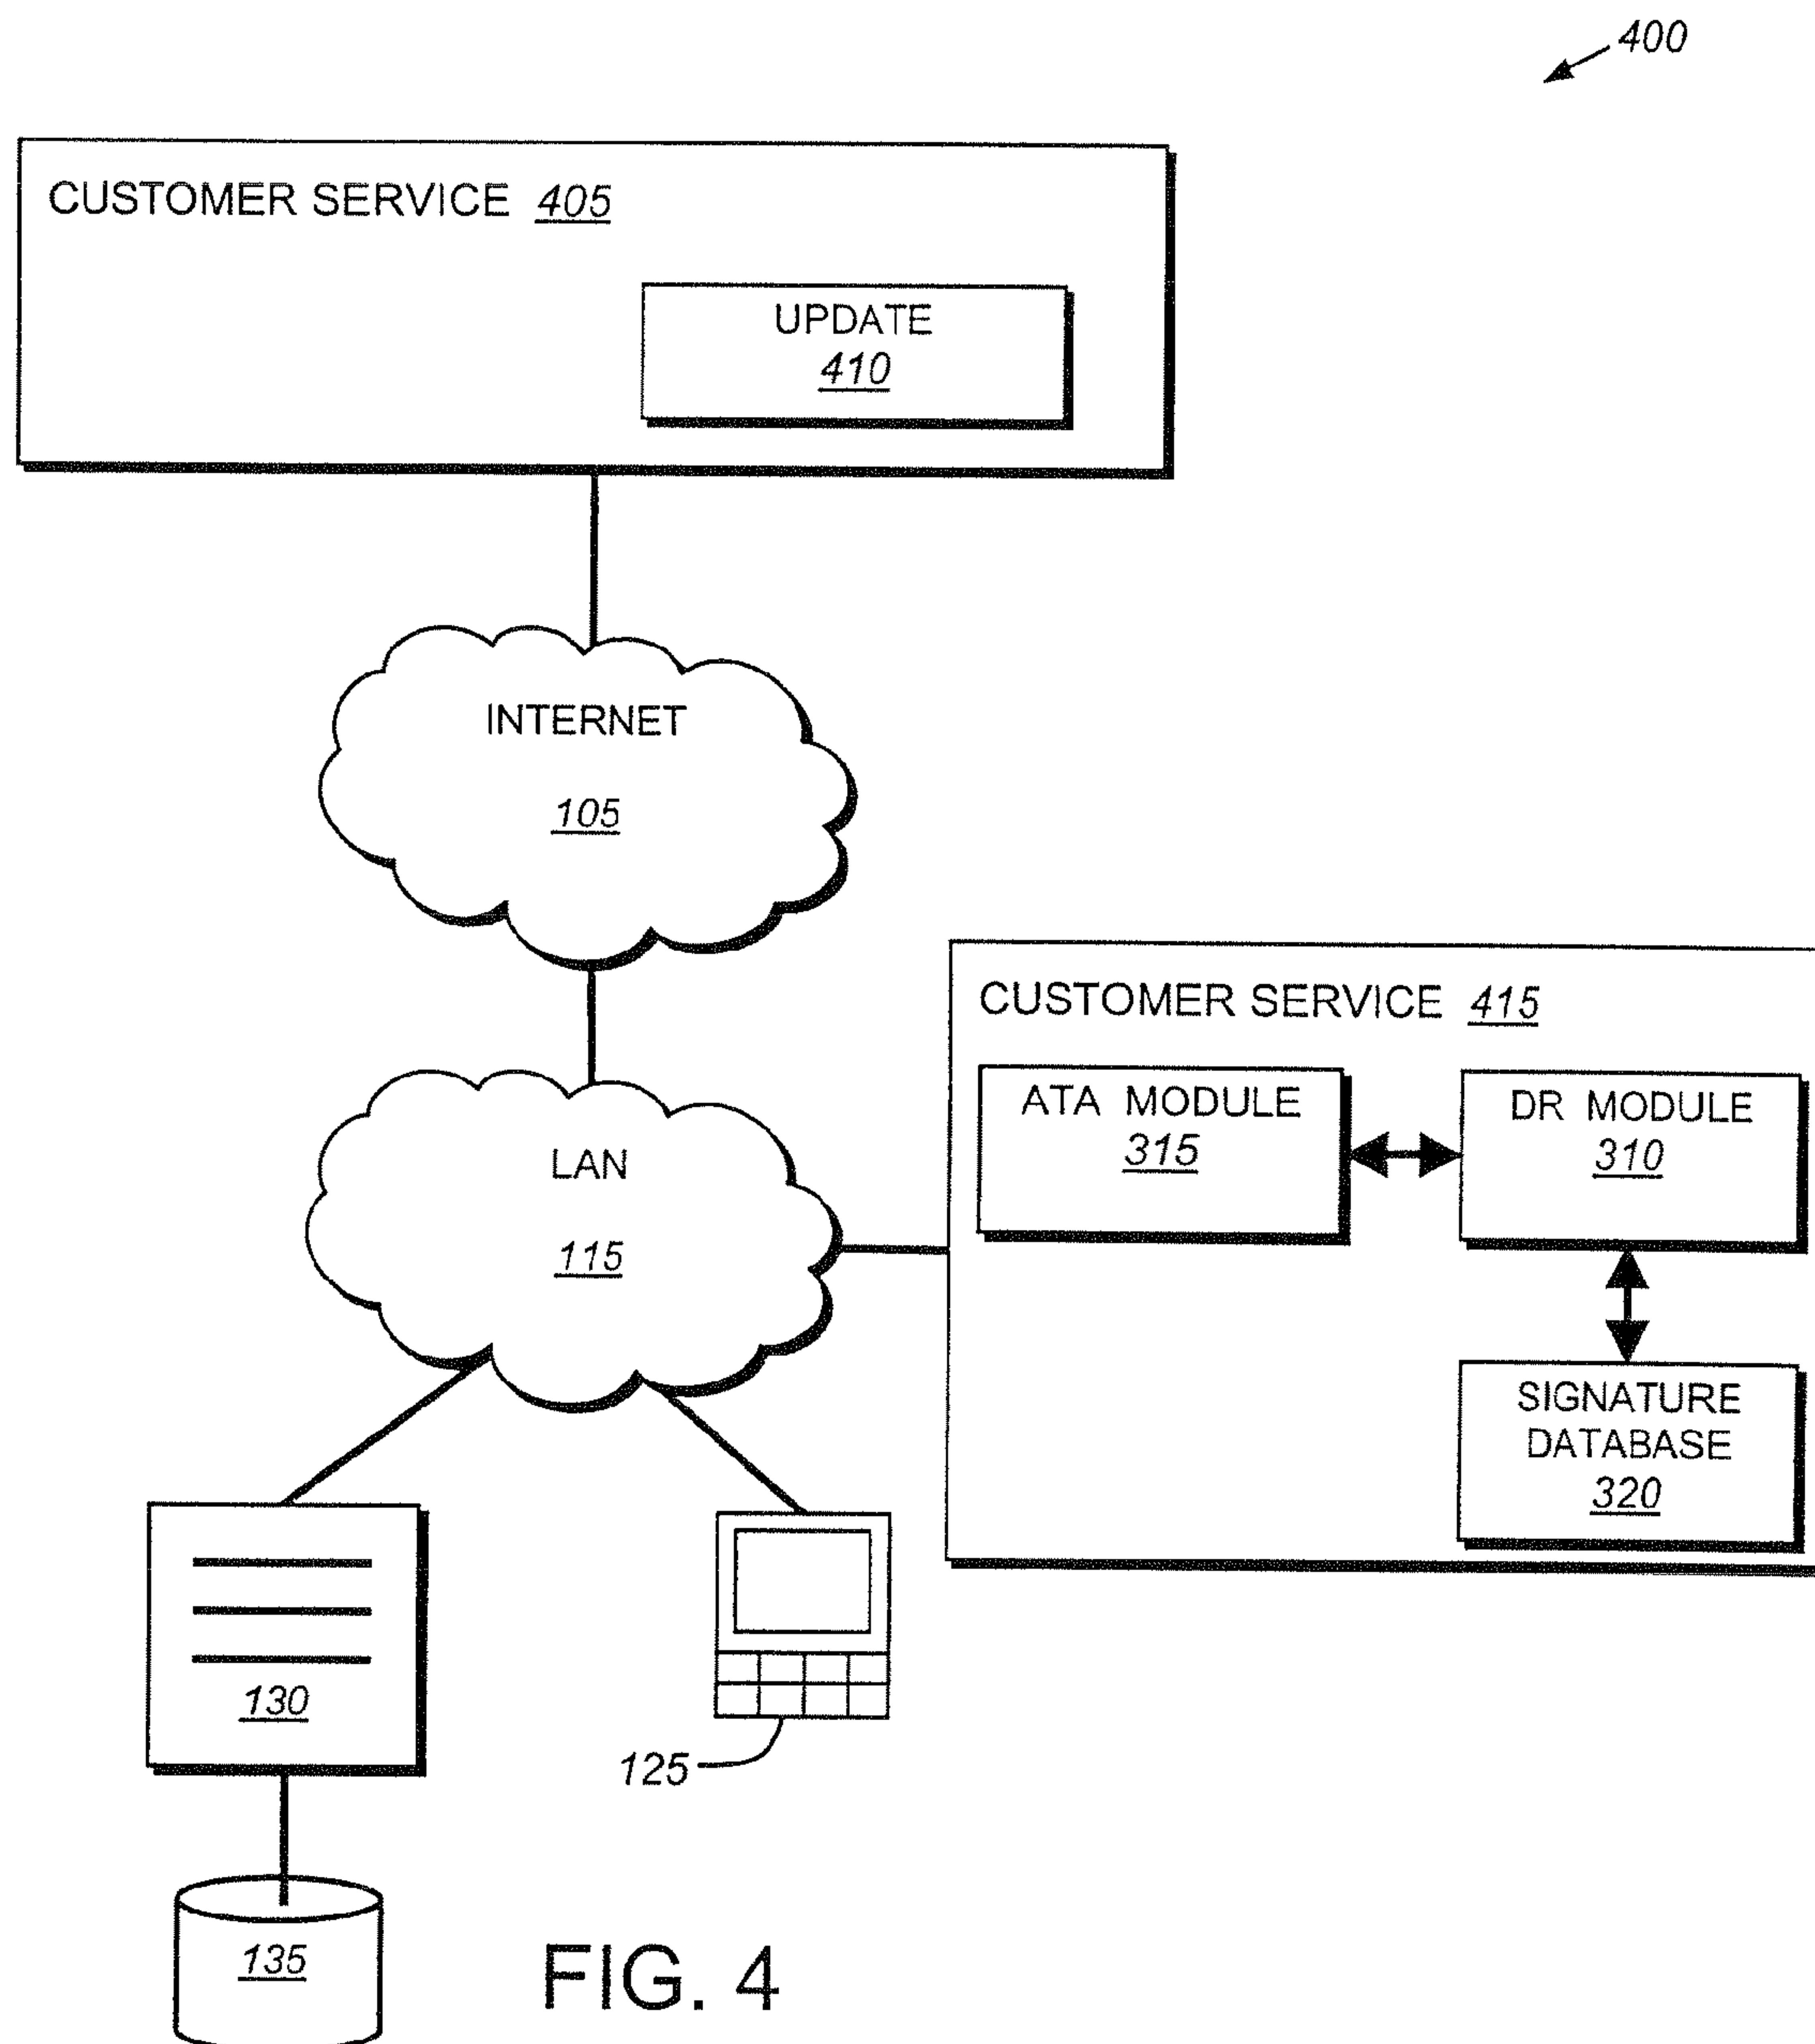 400
CUSTOMER SERVICE 405
UPDATE
410
INTERNET
105
CUSTOMER SERVICE 415
ATA MODULE
315
DR MODULE
310
LAN
115
SIGNATURE
DATABASE
320
130
125
135
FIG. 4